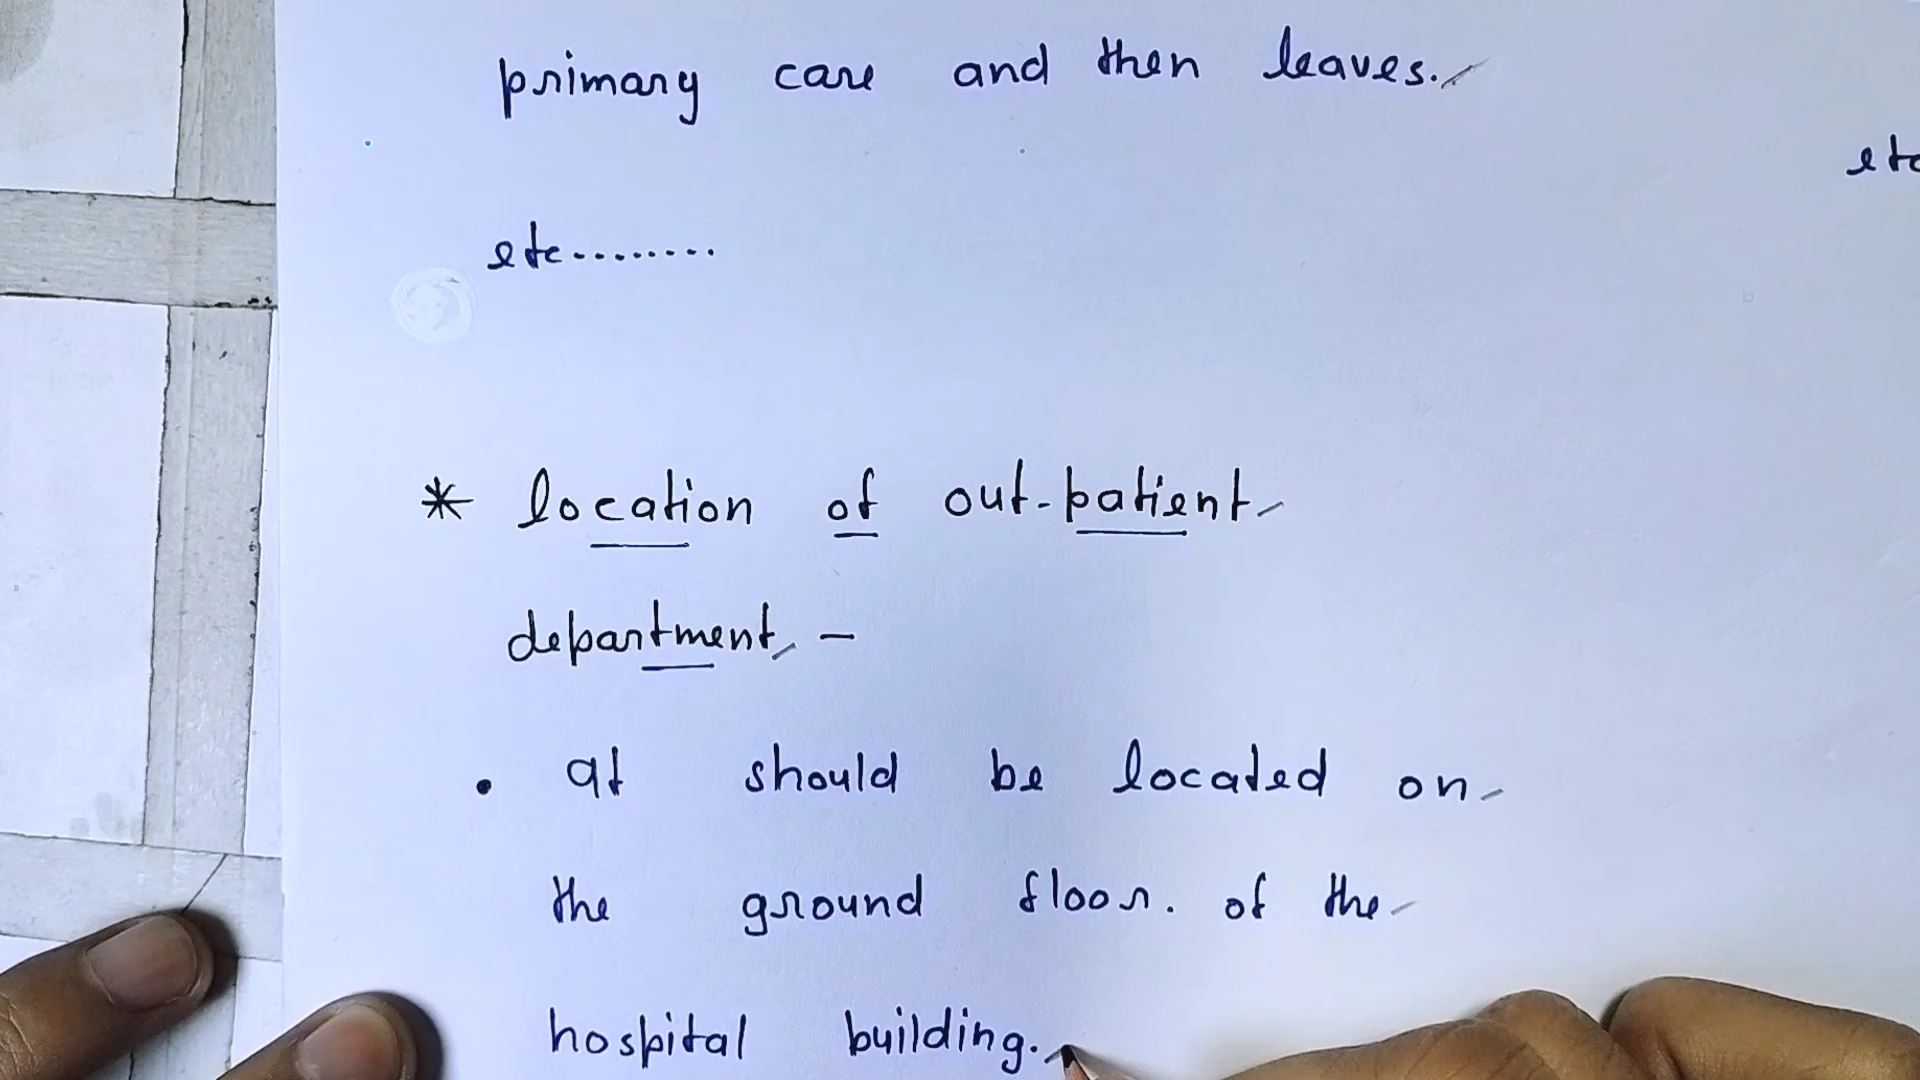 primary care and then leaves.
etc
etc........
* location of out-patient
department -
• It should be located on
the ground floor. of the
hospital building.